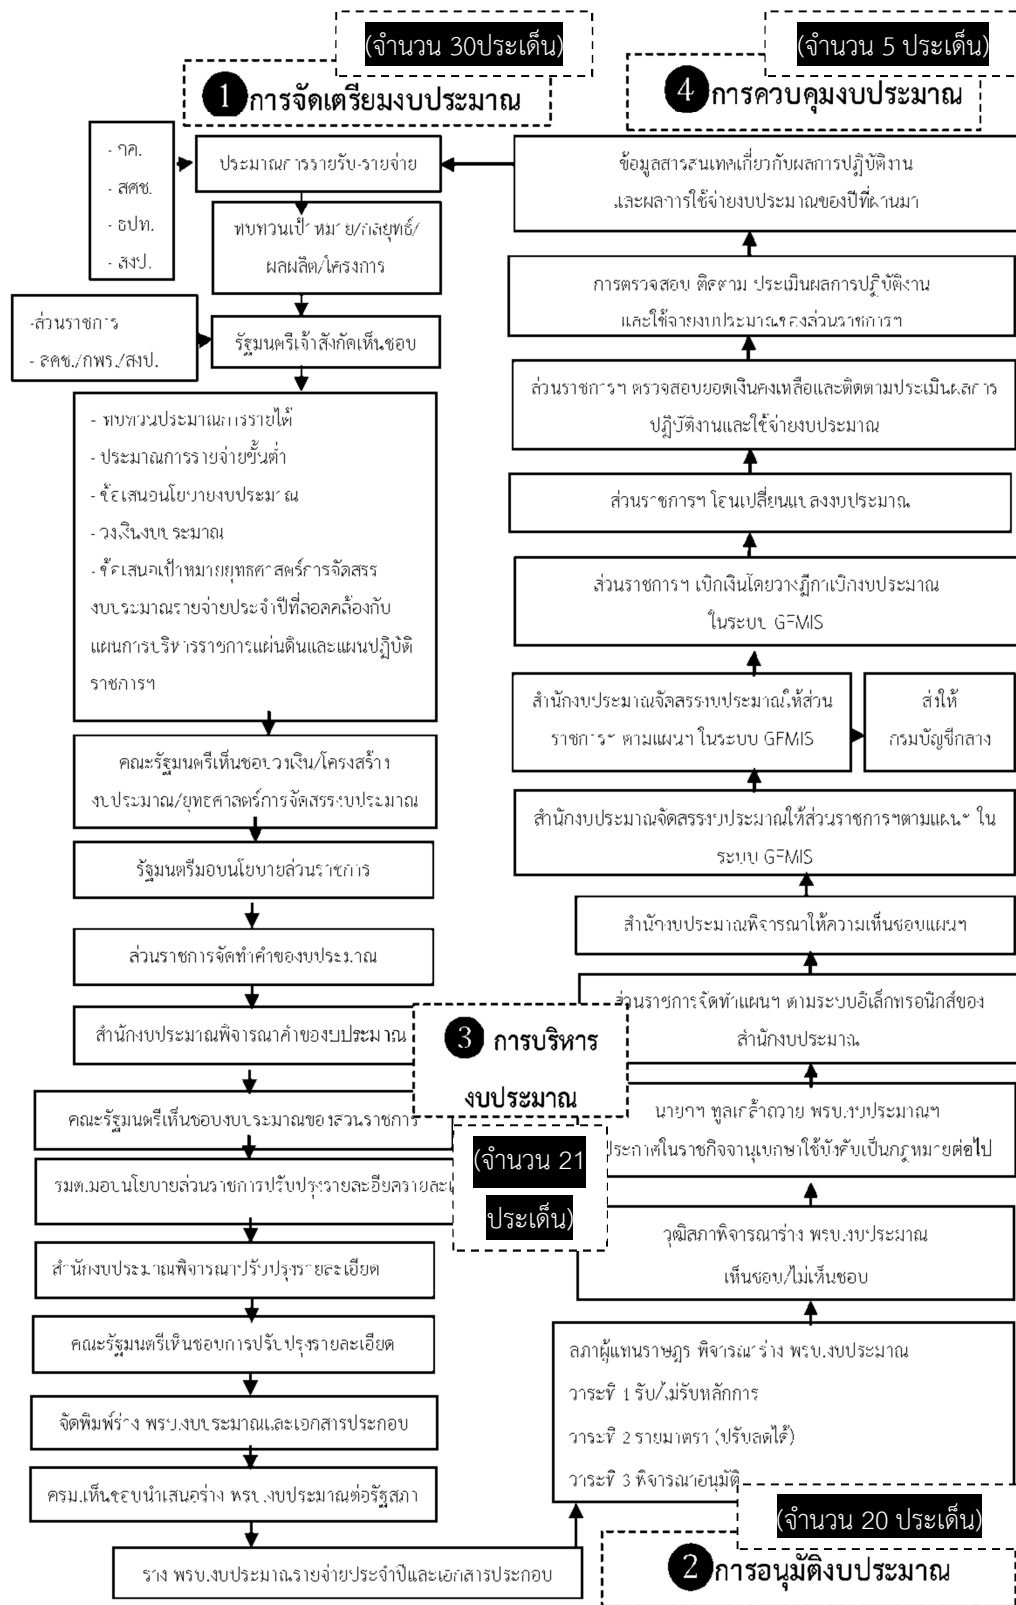 (จำนวน 30ประเด็น)
1 การจัดเตรียมงบประมาณ
- กค.
- สศช.
- ธปท.
- สงป.
ประมาณการรายรับ-รายจ่าย
ทบทวนเป้าหมาย/กลยุทธ์/
ผลผลิต/โครงการ
-ส่วนราชการ
- สศช./กพร./สงป.
รัฐมนตรีเจ้าสังกัดเห็นชอบ
- ทบทวนประมาณการรายได้
- ประมาณการรายจ่ายขั้นต่ำ
- ข้อเสนอนโยบายงบประมาณ
- วงเงินงบประมาณ
- ข้อเสนอเป้าหมายยุทธศาสตร์การจัดสรร
งบประมาณรายจ่ายประจำปีที่สอดคล้องกับ
แผนการบริหารราชการแผ่นดินและแผนปฏิบัติ
ราชการฯ
คณะรัฐมนตรีเห็นชอบวงเงิน/โครงสร้าง
งบประมาณ/ยุทธศาสตร์การจัดสรรงบประมาณ
รัฐมนตรีมอบนโยบายส่วนราชการ
ส่วนราชการจัดทำคำของบประมาณ
สำนักงบประมาณพิจารณาคำของบประมาณ
คณะรัฐมนตรีเห็นชอบงบประมาณของส่วนราชการ
รมต.มอบนโยบายส่วนราชการปรับปรุงรายละเอียด
สำนักงบประมาณพิจารณาปรับปรุงรายละเอียด
คณะรัฐมนตรีเห็นชอบการปรับปรุงรายละเอียด
จัดพิมพ์ร่าง พรบ.งบประมาณและเอกสารประกอบ
ครม.เห็นชอบนำเสนอร่าง พรบ.งบประมาณต่อรัฐสภา
ร่าง พรบ.งบประมาณรายจ่ายประจำปีและเอกสารประกอบ
(จำนวน 20 ประเด็น)
2 การอนุมัติงบประมาณ
สภาผู้แทนราษฎร พิจารณาร่าง พรบ.งบประมาณ
วาระที่ 1 รับ/ไม่รับหลักการ
วาระที่ 2 รายมาตรา (ปรับลดได้)
วาระที่ 3 พิจารณาอนุมัติ
วุฒิสภาพิจารณาร่าง พรบ.งบประมาณ
เห็นชอบ/ไม่เห็นชอบ
นายกฯ ทูลเกล้าถวาย พรบ.งบประมาณฯ
ประกาศในราชกิจจานุเบกษาใช้บังคับเป็นกฎหมายต่อไป
3 การบริหาร
งบประมาณ
(จำนวน 21
ประเด็น)
ส่วนราชการจัดทำแผนฯ ตามระบบอิเล็กทรอนิกส์ของ
สำนักงบประมาณ
สำนักงบประมาณพิจารณาให้ความเห็นชอบแผนฯ
สำนักงบประมาณจัดสรรงบประมาณให้ส่วนราชการฯตามแผนฯ ใน
ระบบ GFMIS
สำนักงบประมาณจัดสรรงบประมาณให้ส่วน
ราชการฯ ตามแผนฯ ในระบบ GFMIS
ส่งให้
กรมบัญชีกลาง
ส่วนราชการฯ เบิกเงินโดยวางฎีกาเบิกงบประมาณ
ในระบบ GFMIS
ส่วนราชการฯ โอนเปลี่ยนแปลงงบประมาณ
ส่วนราชการฯ ตรวจสอบยอดเงินคงเหลือและติดตามประเมินผลการ
ปฏิบัติงานและใช้จ่ายงบประมาณ
การตรวจสอบ ติดตาม ประเมินผลการปฏิบัติงาน
และใช้จ่ายงบประมาณของส่วนราชการฯ
ข้อมูลสารสนเทศเกี่ยวกับผลการปฏิบัติงาน
และผลการใช้จ่ายงบประมาณของปีที่ผ่านมา
(จำนวน 5 ประเด็น)
4 การควบคุมงบประมาณ